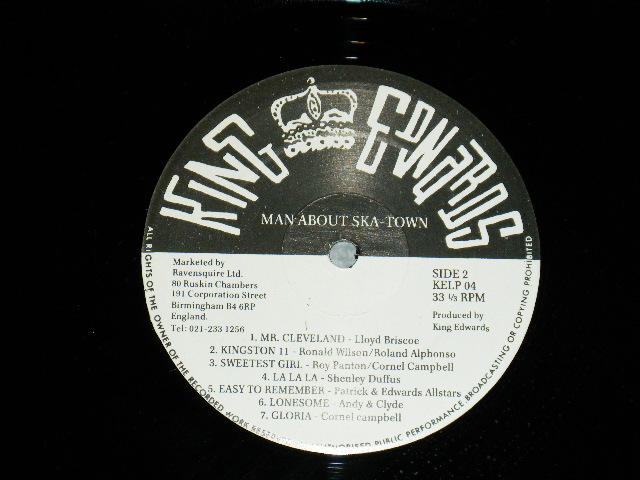 KING EDWARDS
MAN ABOUT SKA-TOWN
Marketed by
Ravensquire Ltd.
80 Ruskin Chambers
191 Corporation Street
Birmingham B4 6RP
England.
Tel: 021-233 1256
SIDE 2
KELP 04
33 1/3 RPM
Produced by
King Edwards
1. MR. CLEVELAND - Lloyd Briscoe
2. KINGSTON 11 - Ronald Wilson/Roland Alphonso
3. SWEETEST GIRL - Roy Panton/Cornel Campbell
4. LA LA LA - Shenley Duffus
5. EASY TO REMEMBER - Patrick & Edwards Allstars
6. LONESOME - Andy & Clyde
7. GLORIA - Cornel campbell
ALL RIGHTS OF THE OWNER OF THE RECORDED WORK PUBLIC PERFORMANCE BROADCASTING OR COPYING PROHIBITED